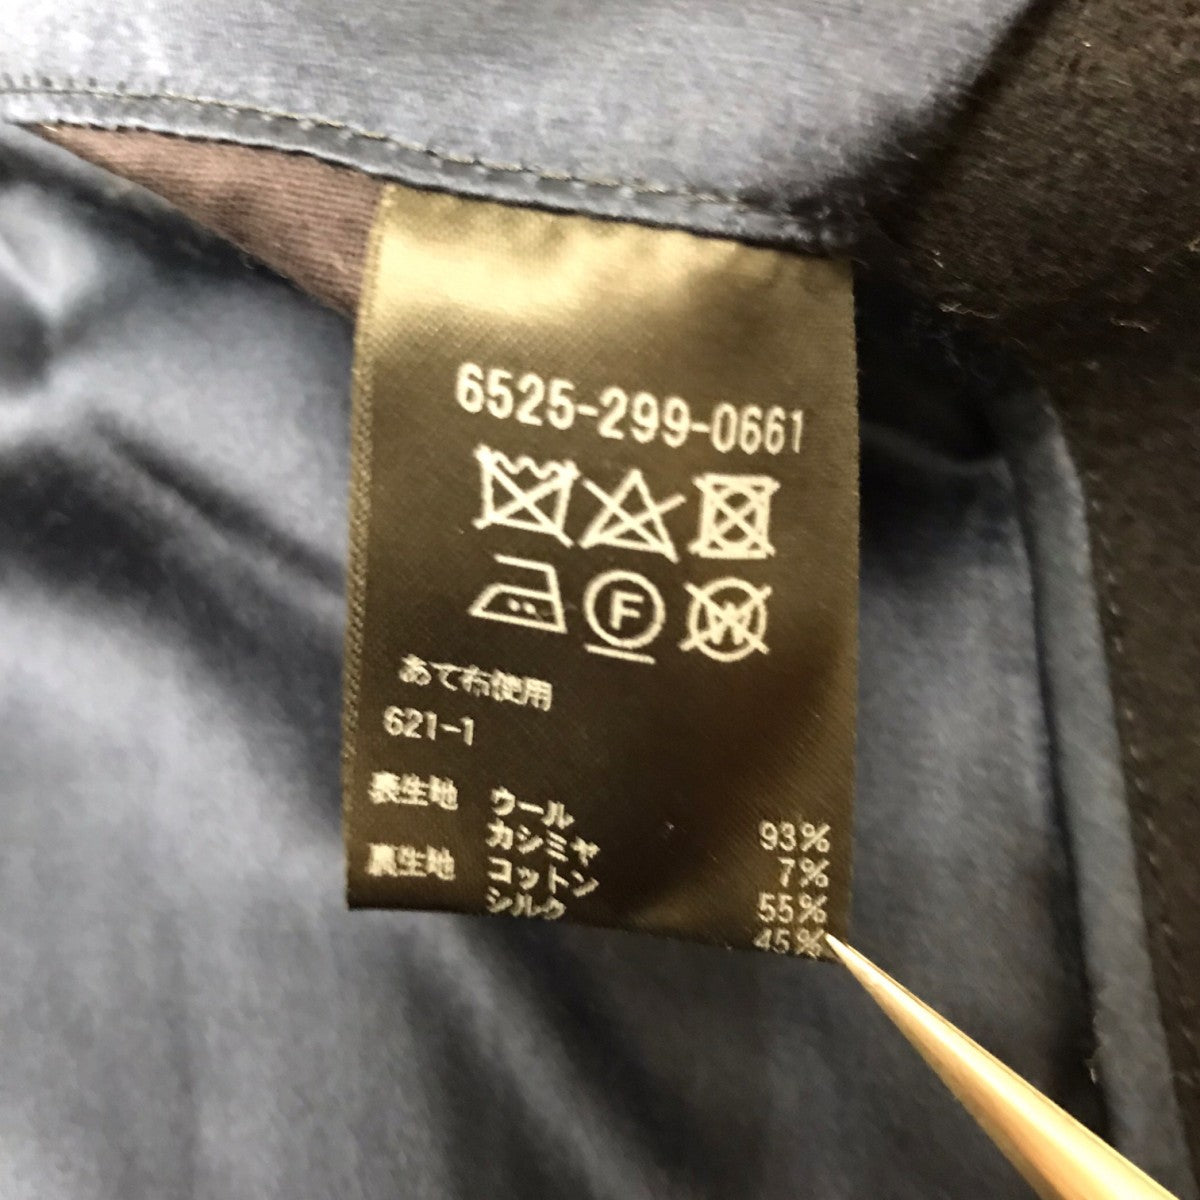 6525-299-0661
F W
あて布使用
621-1
表生地 ウール 93%
カシミヤ 7%
裏生地 コットン 55%
シルク 45%